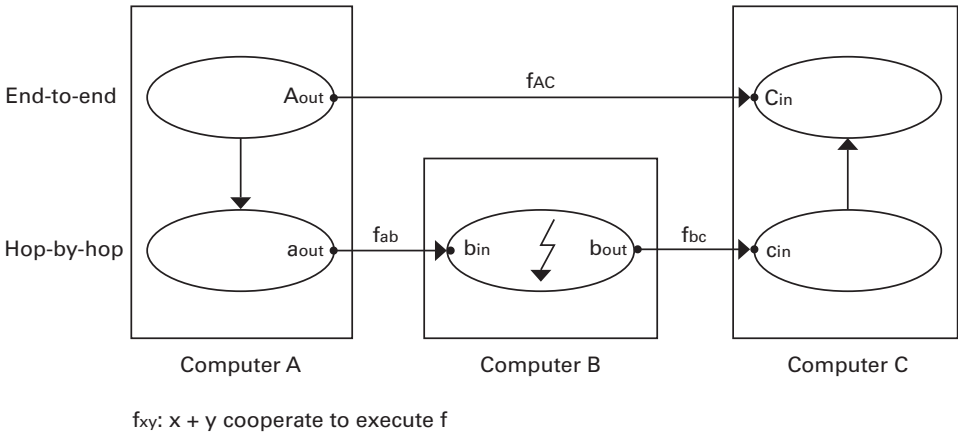 End-to-end Aout fAC Cin
Hop-by-hop aout fab bin bout fbc cin
Computer A Computer B Computer C
fxy: x + y cooperate to execute f